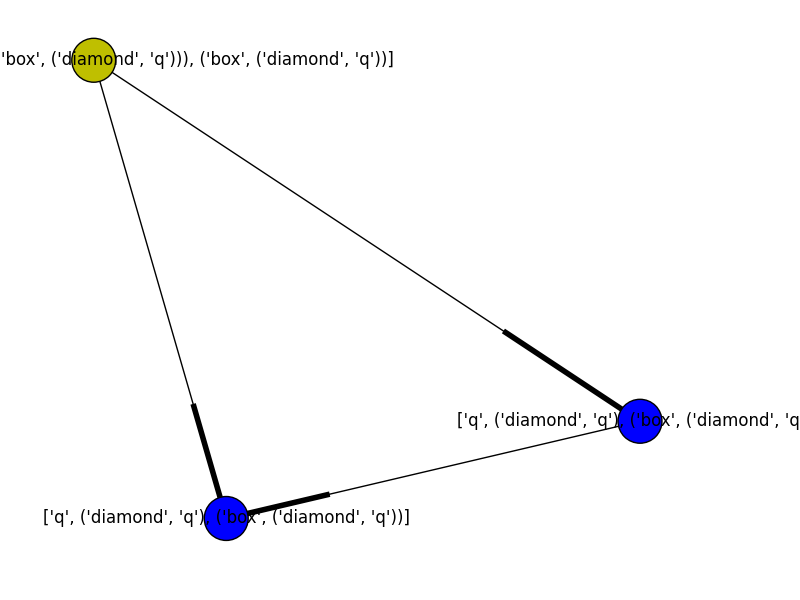 'box', ('diamond', 'q'))), ('box', ('diamond', 'q'))]
['q', ('diamond', 'q'), ('box', ('diamond', 'q
['q', ('diamond', 'q'), ('box', ('diamond', 'q'))]